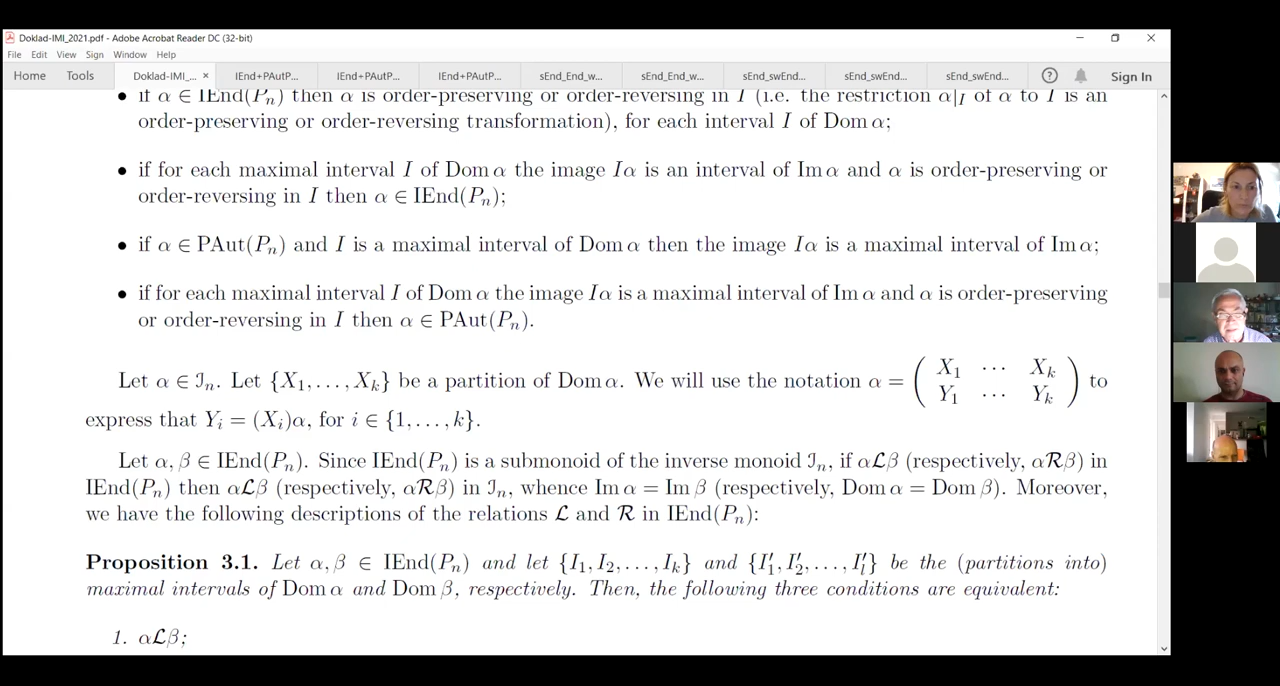 Doklad-IMI_2021.pdf - Adobe Acrobat Reader DC (32-bit)
File Edit View Sign Window Help
Home Tools Doklad-IMI_... × IEnd+PAutP... IEnd+PAutP... IEnd+PAutP... sEnd_End_w... sEnd_End_w... sEnd_swEnd... sEnd_swEnd... sEnd_swEnd... Sign In
• if α ∈ IEnd(Pₙ) then α is order-preserving or order-reversing in I (i.e. the restriction α|_I of α to I is an
order-preserving or order-reversing transformation), for each interval I of Dom α;
• if for each maximal interval I of Dom α the image Iα is an interval of Im α and α is order-preserving or
order-reversing in I then α ∈ IEnd(Pₙ);
• if α ∈ PAut(Pₙ) and I is a maximal interval of Dom α then the image Iα is a maximal interval of Im α;
• if for each maximal interval I of Dom α the image Iα is a maximal interval of Im α and α is order-preserving
or order-reversing in I then α ∈ PAut(Pₙ).
Let α ∈ ℐₙ. Let {X₁, . . . , Xₖ} be a partition of Dom α. We will use the notation α = ( X₁ ··· Xₖ ) to
Y₁ ··· Yₖ
express that Yᵢ = (Xᵢ)α, for i ∈ {1, . . . , k}.
Let α, β ∈ IEnd(Pₙ). Since IEnd(Pₙ) is a submonoid of the inverse monoid ℐₙ, if αℒβ (respectively, αℛβ) in
IEnd(Pₙ) then αℒβ (respectively, αℛβ) in ℐₙ, whence Im α = Im β (respectively, Dom α = Dom β). Moreover,
we have the following descriptions of the relations ℒ and ℛ in IEnd(Pₙ):
Proposition 3.1. Let α, β ∈ IEnd(Pₙ) and let {I₁, I₂, . . . , Iₖ} and {I′₁, I′₂, . . . , I′ₗ} be the (partitions into)
maximal intervals of Dom α and Dom β, respectively. Then, the following three conditions are equivalent:
1. αℒβ;